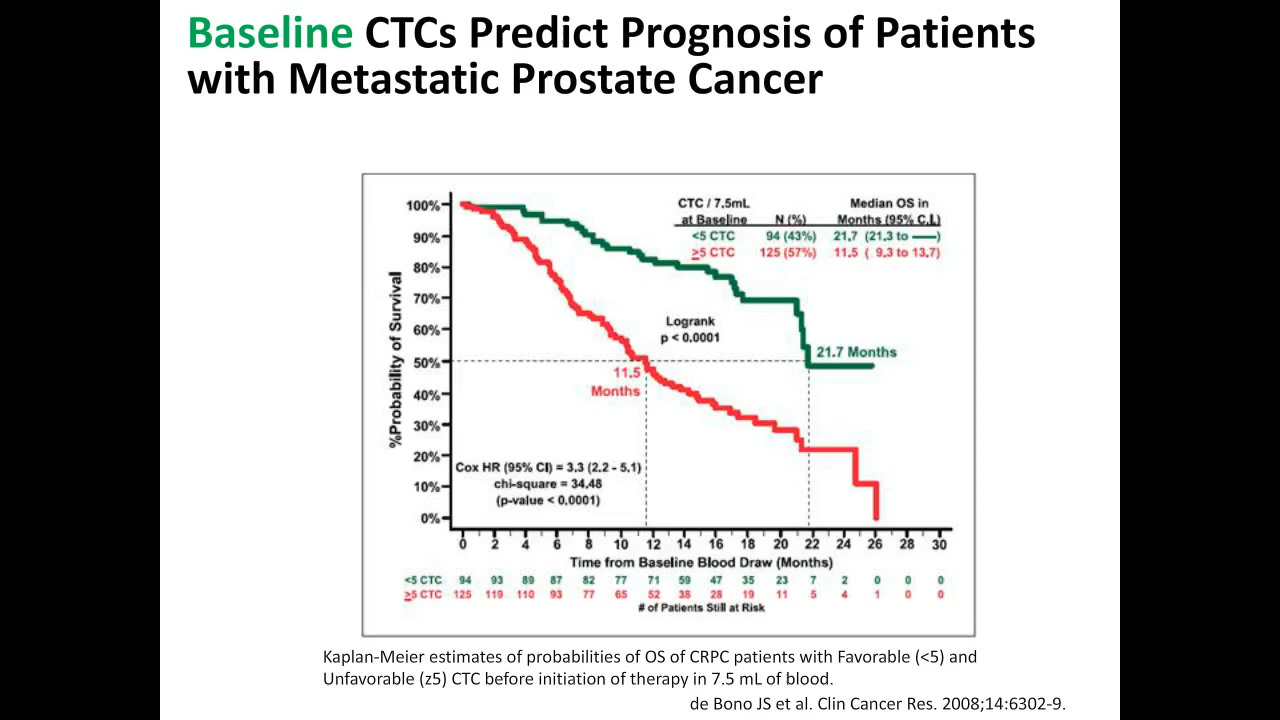 Baseline CTCs Predict Prognosis of Patients
with Metastatic Prostate Cancer
CTC / 7.5mL
at Baseline N (%) Median OS in
Months (95% C.I.)
<5 CTC 94 (43%) 21.7 (21.3 to ——)
≥5 CTC 125 (57%) 11.5 ( 9.3 to 13.7)
%Probability of Survival
100%
90%
80%
70%
60%
50%
40%
30%
20%
10%
0%
Logrank
p < 0.0001
21.7 Months
11.5
Months
Cox HR (95% CI) = 3.3 (2.2 - 5.1)
chi-square = 34.48
(p-value < 0.0001)
0 2 4 6 8 10 12 14 16 18 20 22 24 26 28 30
Time from Baseline Blood Draw (Months)
<5 CTC 94 93 89 87 82 77 71 59 47 35 23 7 2 0 0 0
≥5 CTC 125 119 110 93 77 65 52 38 28 19 11 5 4 1 0 0
# of Patients Still at Risk
Kaplan-Meier estimates of probabilities of OS of CRPC patients with Favorable (<5) and
Unfavorable (z5) CTC before initiation of therapy in 7.5 mL of blood.
de Bono JS et al. Clin Cancer Res. 2008;14:6302-9.